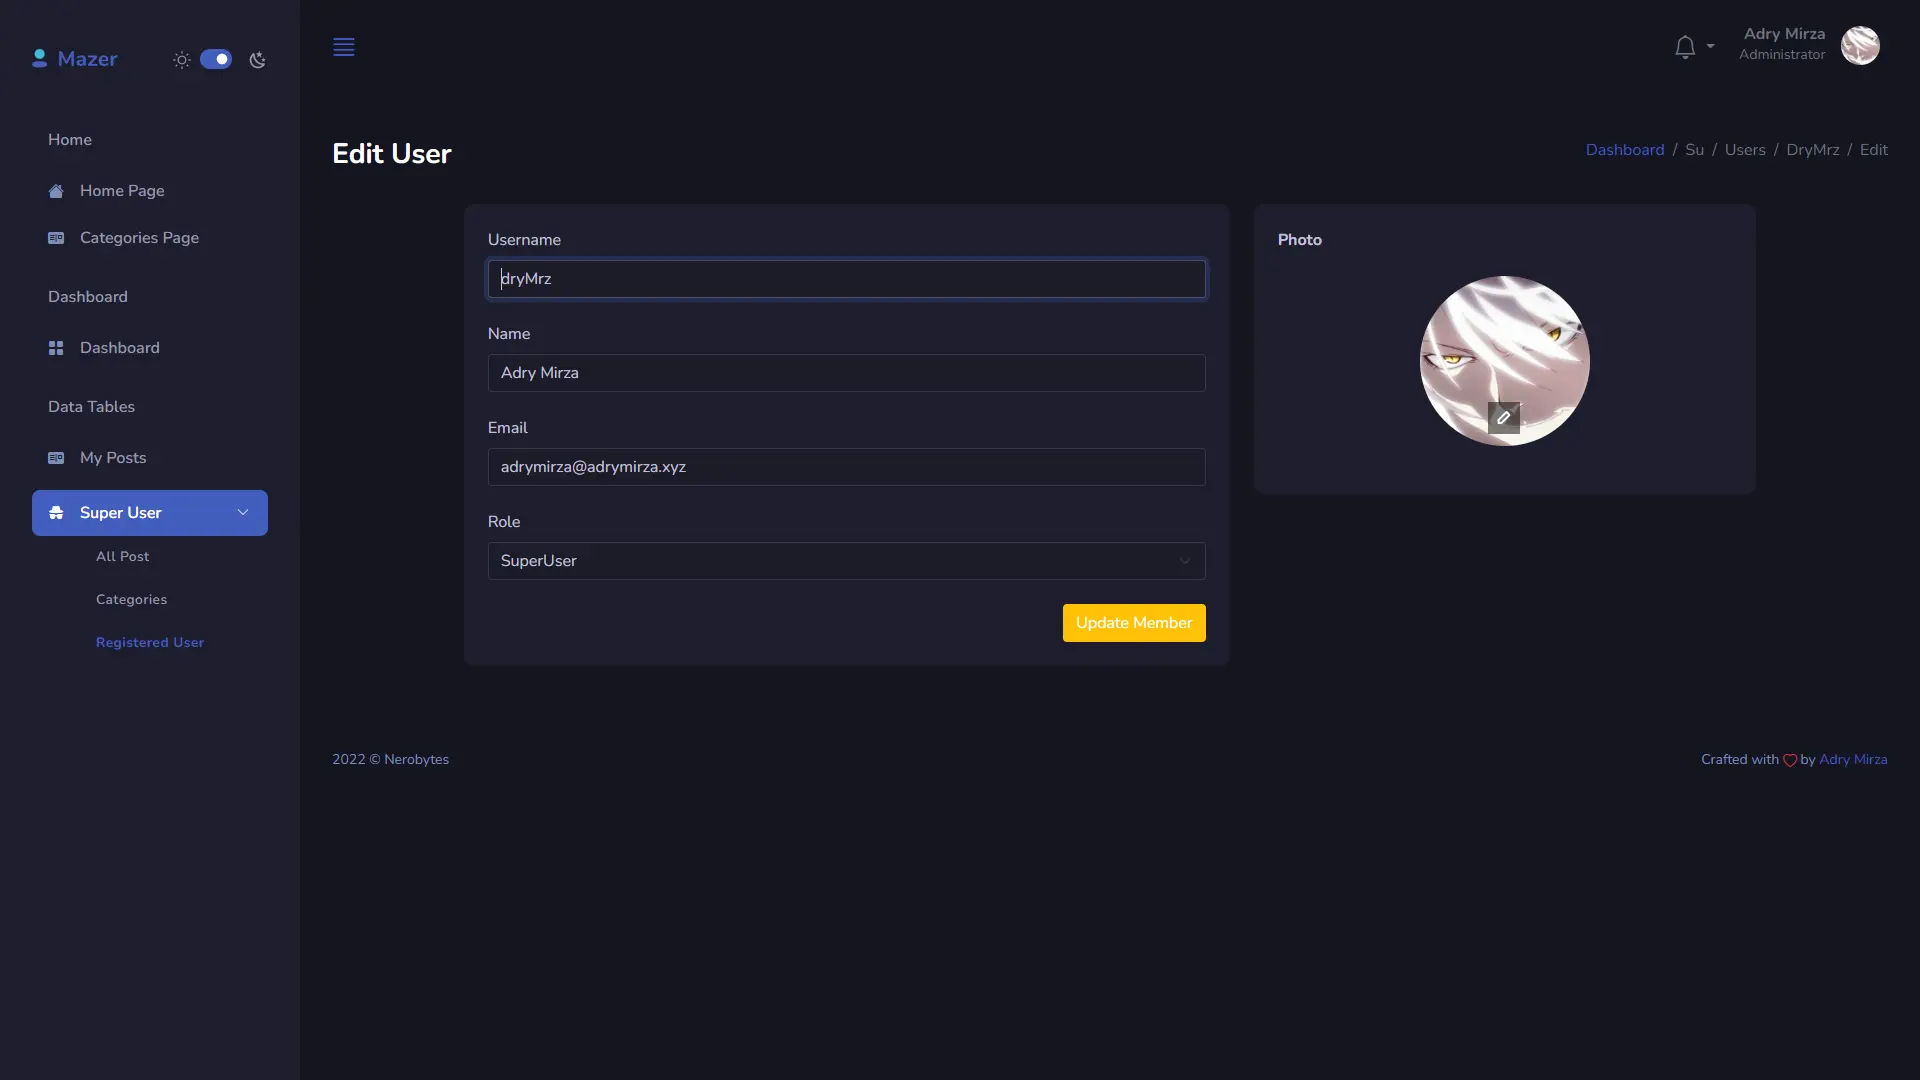 Mazer
Home
Home Page
Categories Page
Dashboard
Dashboard
Data Tables
My Posts
Super User
All Post
Categories
Registered User
Adry Mirza
Administrator
Edit User
Dashboard / Su / Users / DryMrz / Edit
Username
dryMrz
Name
Adry Mirza
Email
adrymirza@adrymirza.xyz
Role
SuperUser
Update Member
Photo
2022 © Nerobytes
Crafted with by Adry Mirza